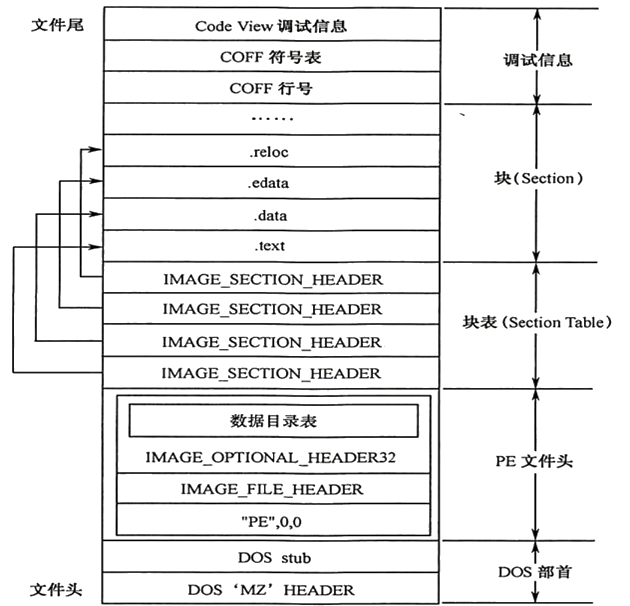 文件尾
Code View 调试信息
COFF 符号表
COFF 行号
调试信息
······
.reloc
.edata
.data
.text
块(Section)
IMAGE_SECTION_HEADER
IMAGE_SECTION_HEADER
IMAGE_SECTION_HEADER
IMAGE_SECTION_HEADER
块表(Section Table)
数据目录表
IMAGE_OPTIONAL_HEADER32
IMAGE_FILE_HEADER
"PE",0,0
PE 文件头
DOS stub
DOS ‘MZ’ HEADER
DOS 部首
文件头